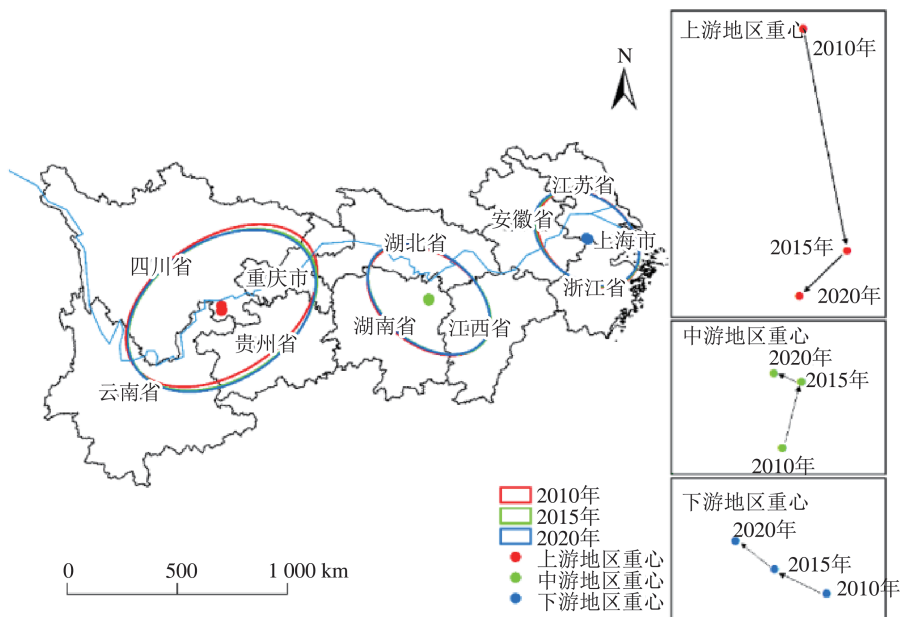 N
江苏省
安徽省
上海市
浙江省
湖北省
四川省
重庆市
湖南省
江西省
贵州省
云南省
上游地区重心
2010年
2015年
2020年
中游地区重心
2020年
2015年
2010年
下游地区重心
2020年
2015年
2010年
2010年
2015年
2020年
上游地区重心
中游地区重心
下游地区重心
0 500 1 000 km